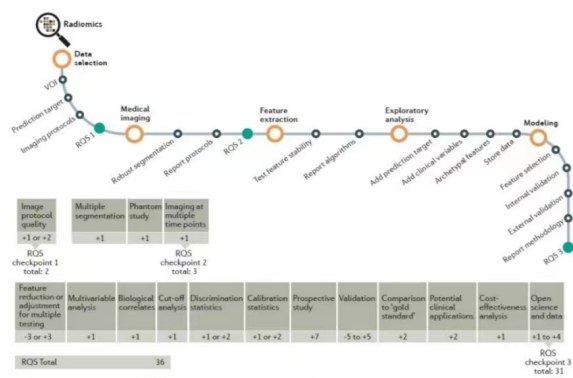 Radiomics
Data
selection
VOI
Prediction target
Imaging protocols
RQS 1
Medical
imaging
Robust segmentation
Report protocols
RQS 2
Feature
extraction
Test feature stability
Report algorithms
Exploratory
analysis
Add prediction target
Add clinical variables
Archetypal features
Store data
Modeling
Feature selection
Internal validation
External validation
Report methodology
RQS 3
Image
protocol
quality
+1 or +2
RQS
checkpoint 1
total: 2
Multiple
segmentation
+1
Phantom
study
+1
Imaging at
multiple
time points
+1
RQS
checkpoint 2
total: 3
Feature
reduction or
adjustment
for multiple
testing
-3 or +3
Multivariable
analysis
+1
Biological
correlates
+1
Cut-off
analysis
+1
Discrimination
statistics
+1 or +2
Calibration
statistics
+1 or +2
Prospective
study
+7
Validation
-5 to +5
Comparison
to 'gold
standard'
+2
Potential
clinical
applications
+2
Cost-
effectiveness
analysis
+1
Open
science
and data
+1 to +4
RQS
checkpoint 3
total: 31
RQS Total 36